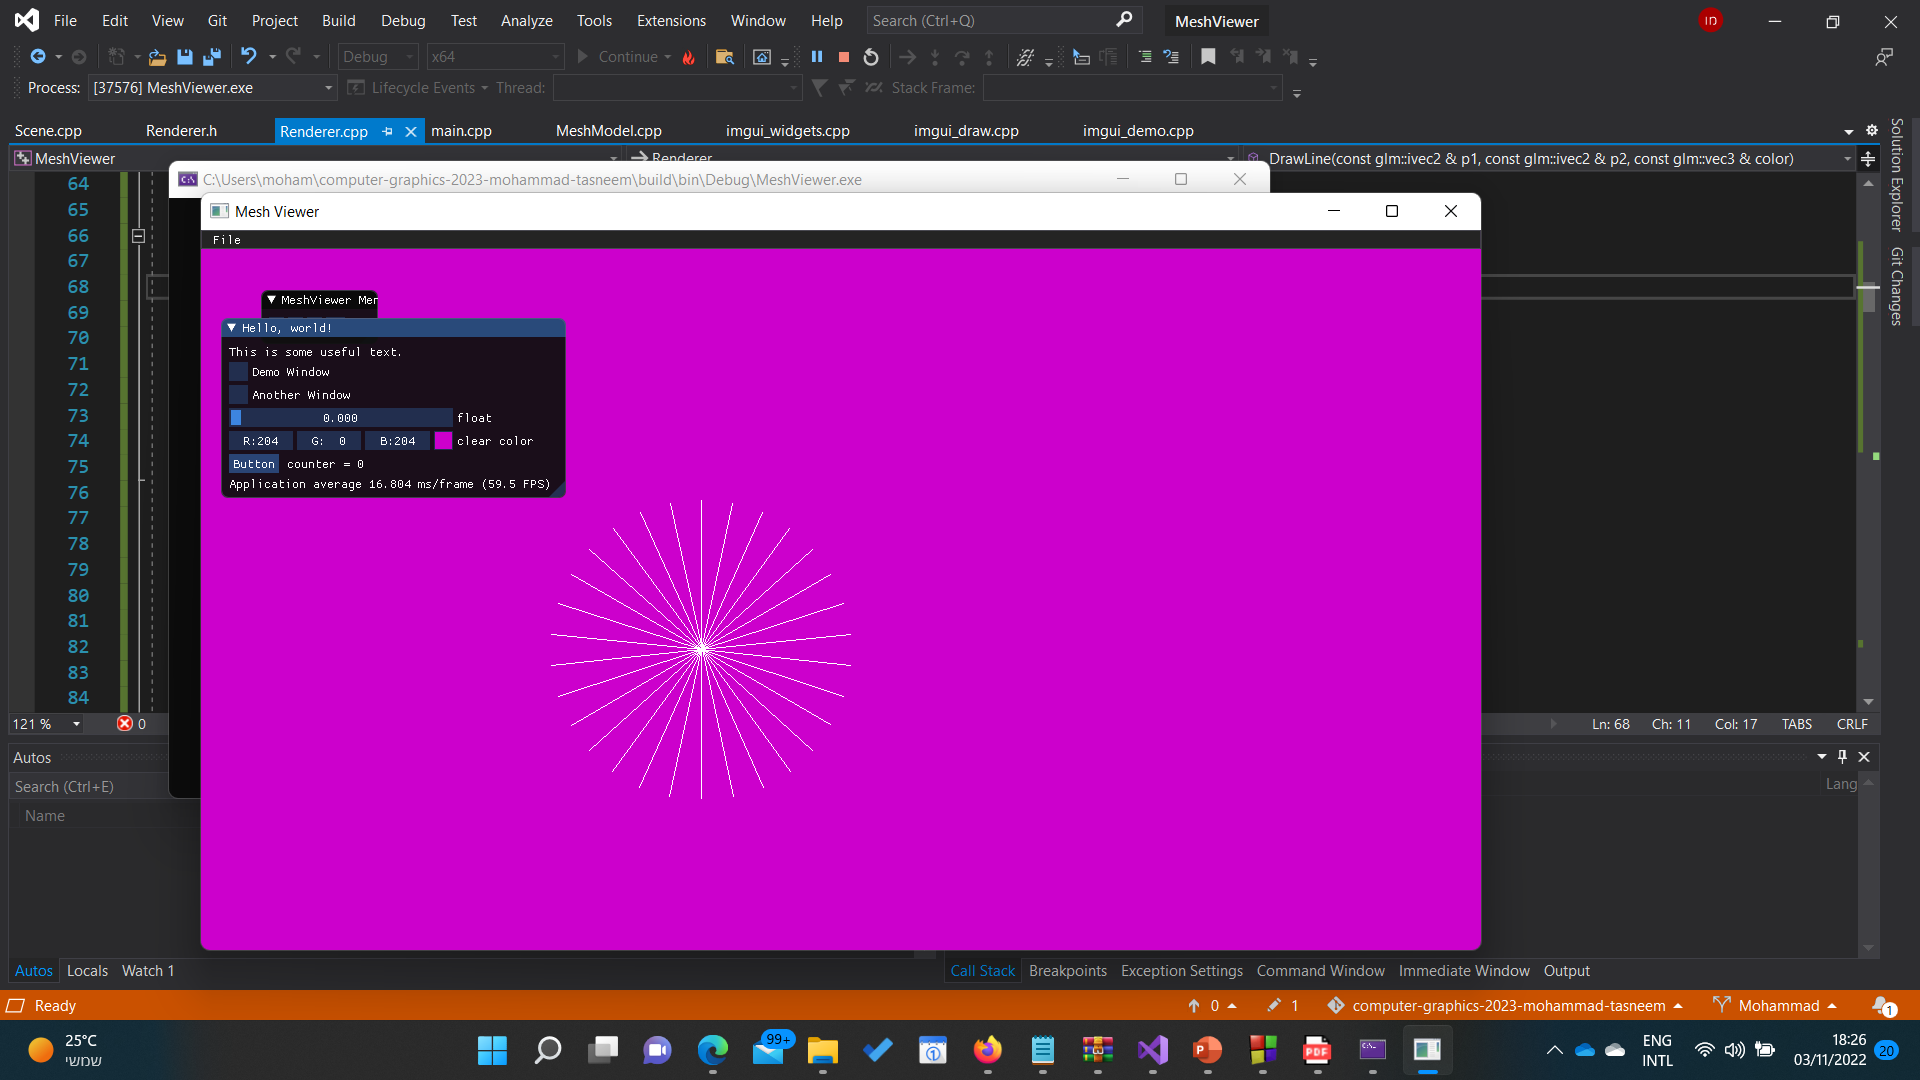 File Edit View Git Project Build Debug Test Analyze Tools Extensions Window Help Search (Ctrl+Q) MeshViewer
Debug x64 Continue
Process: [37576] MeshViewer.exe Lifecycle Events Thread: Stack Frame:
Scene.cpp Renderer.h Renderer.cpp main.cpp MeshModel.cpp imgui_widgets.cpp imgui_draw.cpp imgui_demo.cpp
MeshViewer Renderer DrawLine(const glm::ivec2 & p1, const glm::ivec2 & p2, const glm::vec3 & color)
C:\Users\moham\computer-graphics-2023-mohammad-tasneem\build\bin\Debug\MeshViewer.exe
Mesh Viewer
File
MeshViewer Men
Hello, world!
This is some useful text.
Demo Window
Another Window
0.000 float
R:204 G: 0 B:204 clear color
Button counter = 0
Application average 16.804 ms/frame (59.5 FPS)
64
65
66
67
68
69
70
71
72
73
74
75
76
77
78
79
80
81
82
83
84
Solution Explorer
Git Changes
121 % 0 Ln: 68 Ch: 11 Col: 17 TABS CRLF
Autos
Search (Ctrl+E) Lang
Name
Autos Locals Watch 1 Call Stack Breakpoints Exception Settings Command Window Immediate Window Output
Ready 0 1 computer-graphics-2023-mohammad-tasneem Mohammad 1
25°C
שמשי
99+
ENG
INTL
18:26
03/11/2022
20